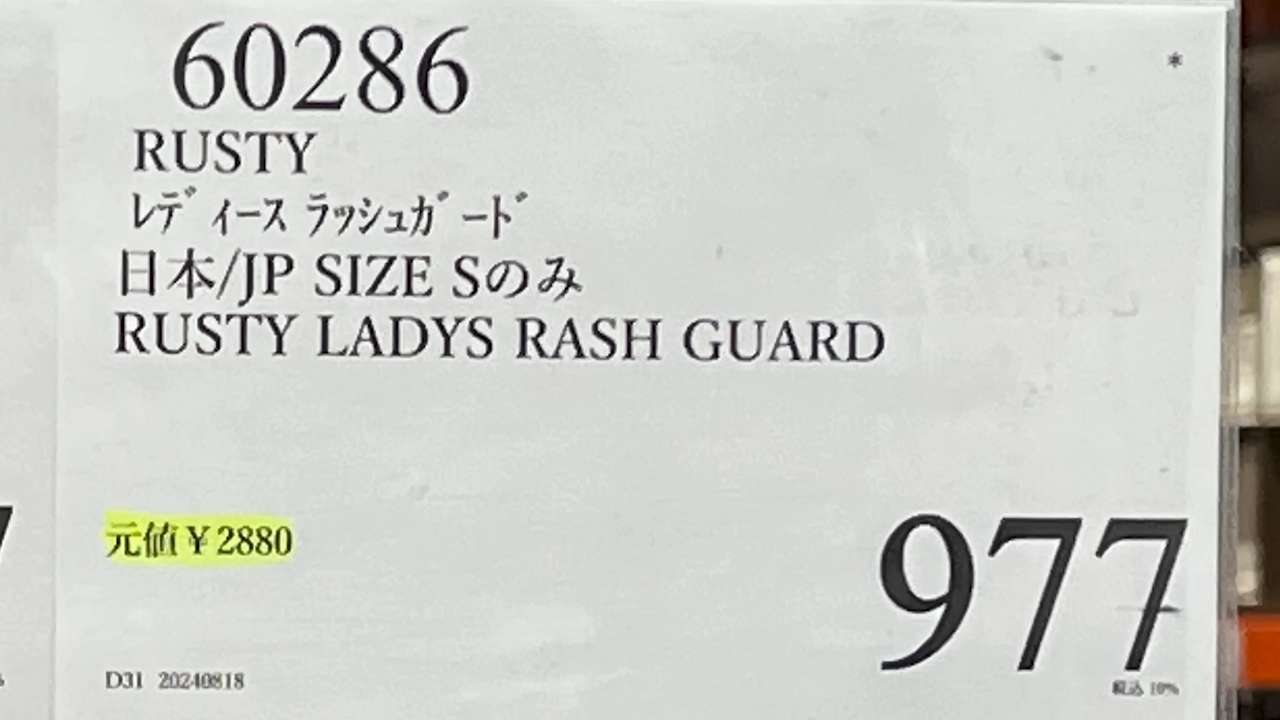 60286
*
RUSTY
ﾚﾃﾞｨｰｽ ﾗｯｼｭｶﾞｰﾄﾞ
日本/JP SIZE Sのみ
RUSTY LADYS RASH GUARD
元値￥2880
977
D31 20240818
税込 10%